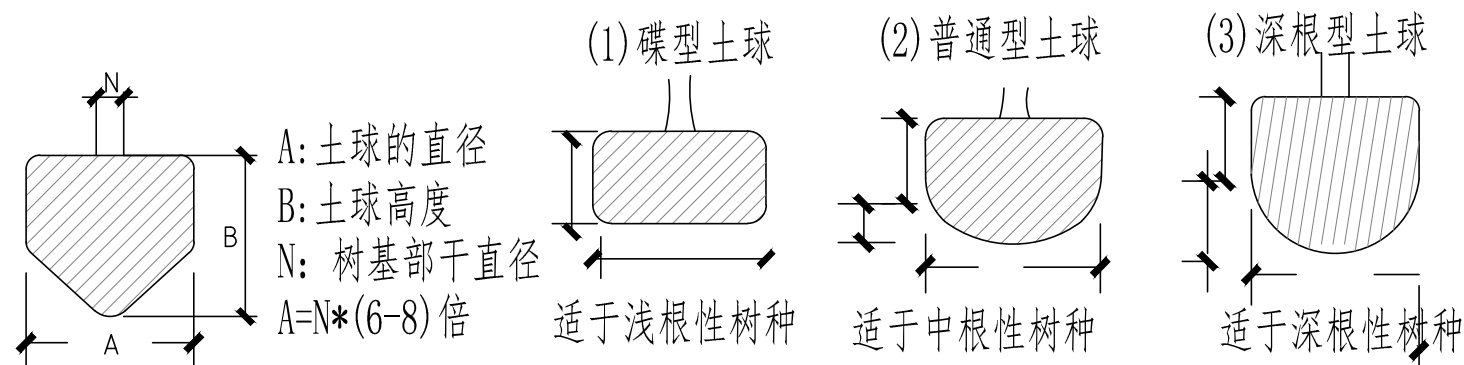 N
B
A
A:土球的直径
B:土球高度
N: 树基部干直径
A=N*(6-8)倍
(1)碟型土球
适于浅根性树种
(2)普通型土球
适于中根性树种
(3)深根型土球
适于深根性树种